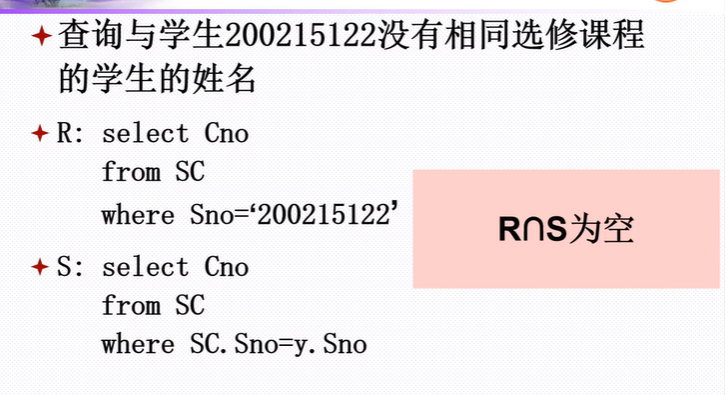 查询与学生200215122没有相同选修课程
的学生的姓名
R: select Cno
from SC
where Sno=‘200215122’
R∩S为空
S: select Cno
from SC
where SC.Sno=y.Sno